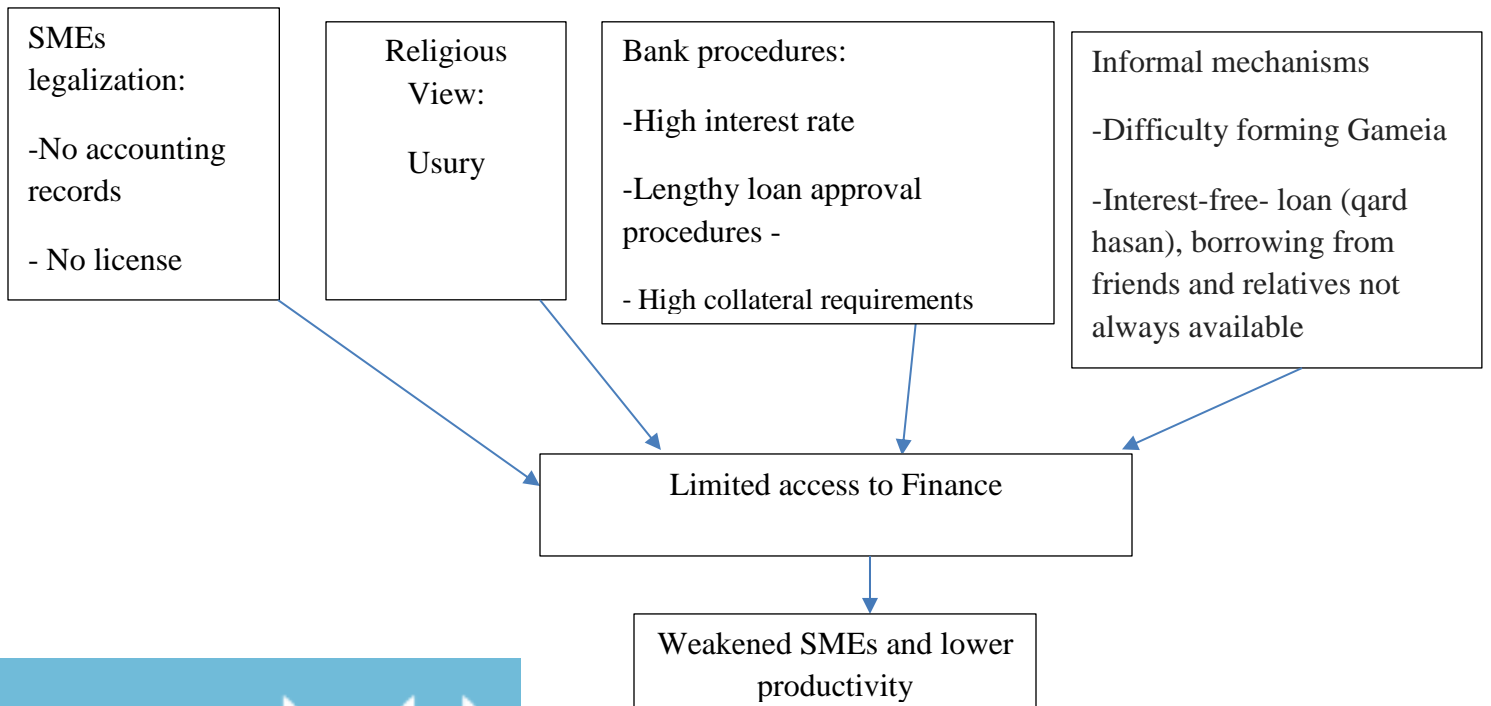 SMEs
legalization:
-No accounting
records
- No license
Religious
View:
Usury
Bank procedures:
-High interest rate
-Lengthy loan approval
procedures -
- High collateral requirements
Informal mechanisms
-Difficulty forming Gameia
-Interest-free- loan (qard
hasan), borrowing from
friends and relatives not
always available
Limited access to Finance
Weakened SMEs and lower
productivity